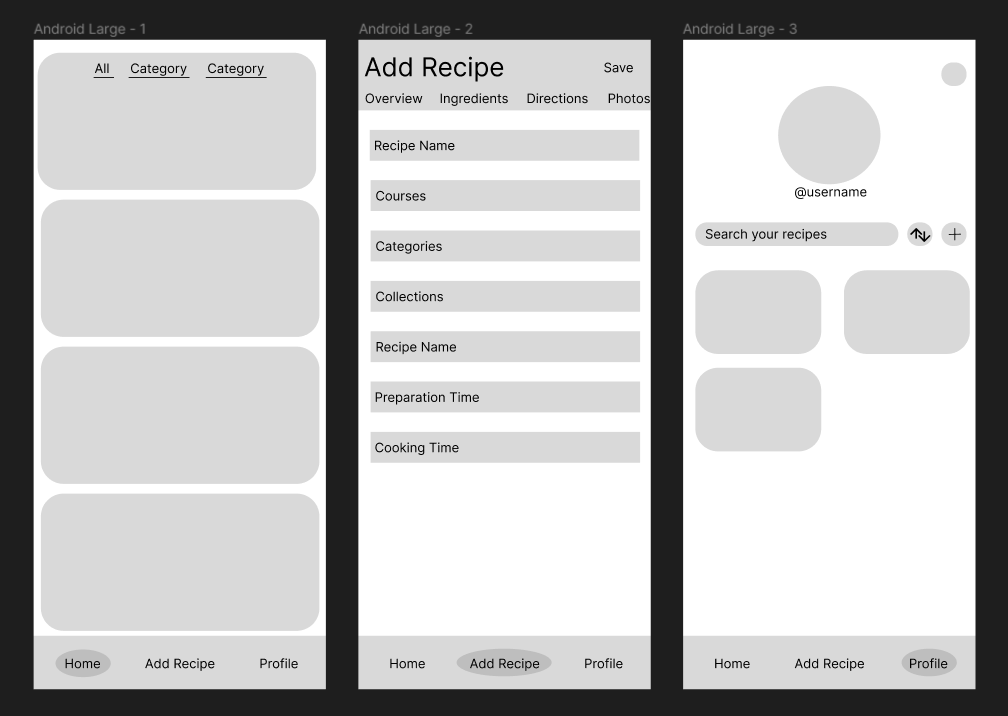 Android Large - 1
All Category Category
Home Add Recipe Profile
Android Large - 2
Add Recipe Save
Overview Ingredients Directions Photos
Recipe Name
Courses
Categories
Collections
Recipe Name
Preparation Time
Cooking Time
Home Add Recipe Profile
Android Large - 3
@username
Search your recipes
Home Add Recipe Profile